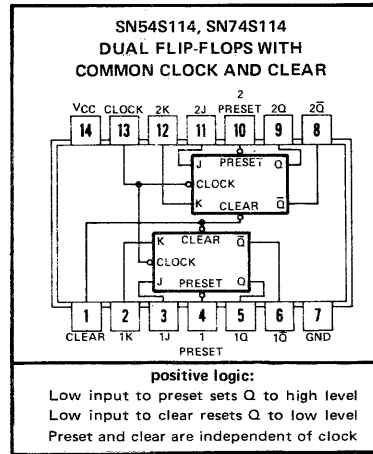 SN54S114, SN74S114
DUAL FLIP-FLOPS WITH
COMMON CLOCK AND CLEAR
2
VCC CLOCK 2K 2J PRESET 2Q 2Q̅
14 13 12 11 10 9 8
J PRESET Q
CLOCK
K CLEAR Q̅
K CLEAR Q̅
CLOCK
J PRESET Q
1 2 3 4 5 6 7
CLEAR 1K 1J 1 1Q 1Q̅ GND
PRESET
positive logic:
Low input to preset sets Q to high level
Low input to clear resets Q to low level
Preset and clear are independent of clock